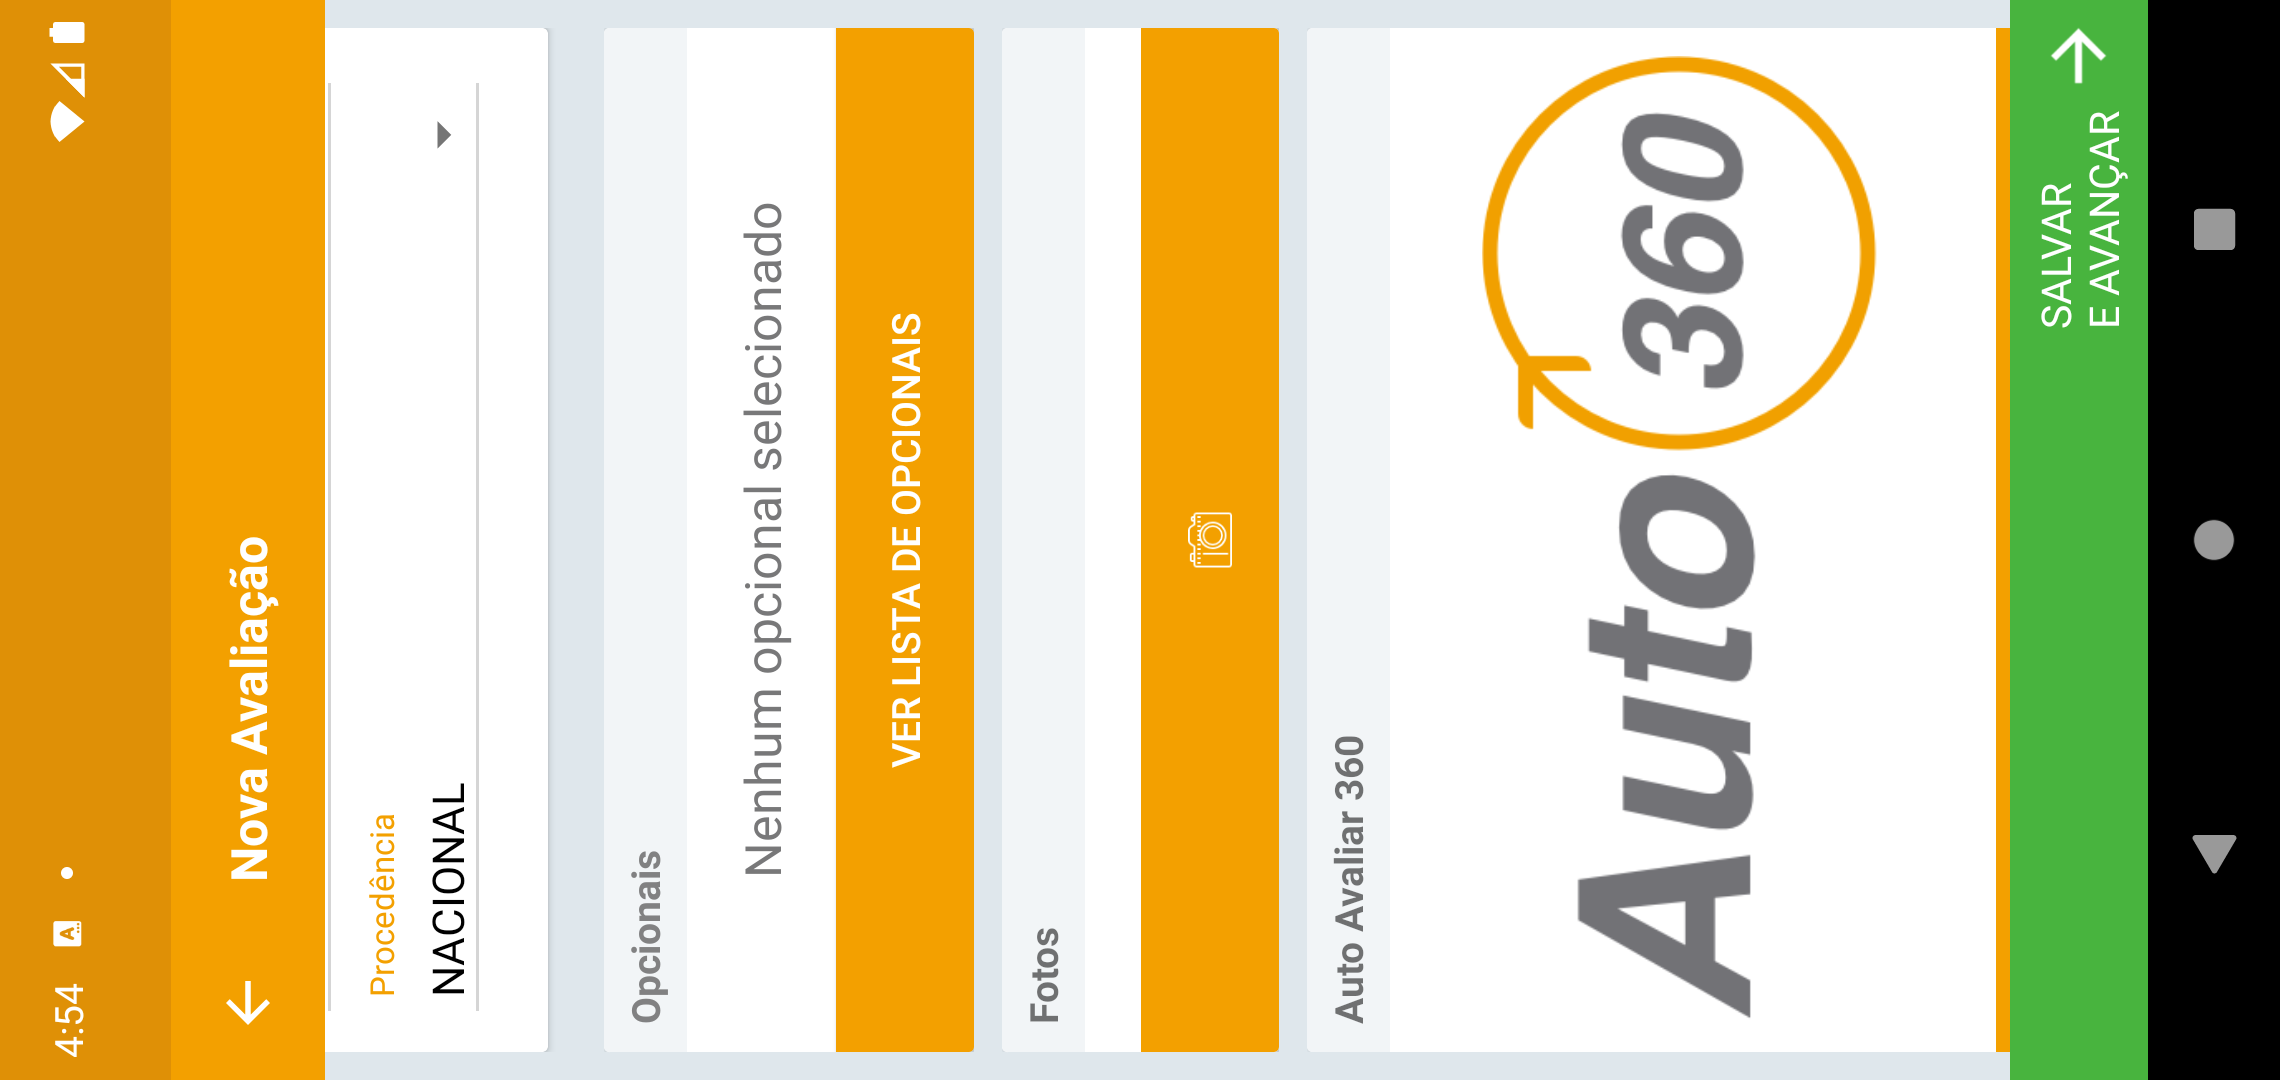 4:54
Nova Avaliação
Procedência
NACIONAL
Opcionais
Nenhum opcional selecionado
VER LISTA DE OPCIONAIS
Fotos
Auto Avaliar 360
Auto 360
SALVAR
E AVANÇAR